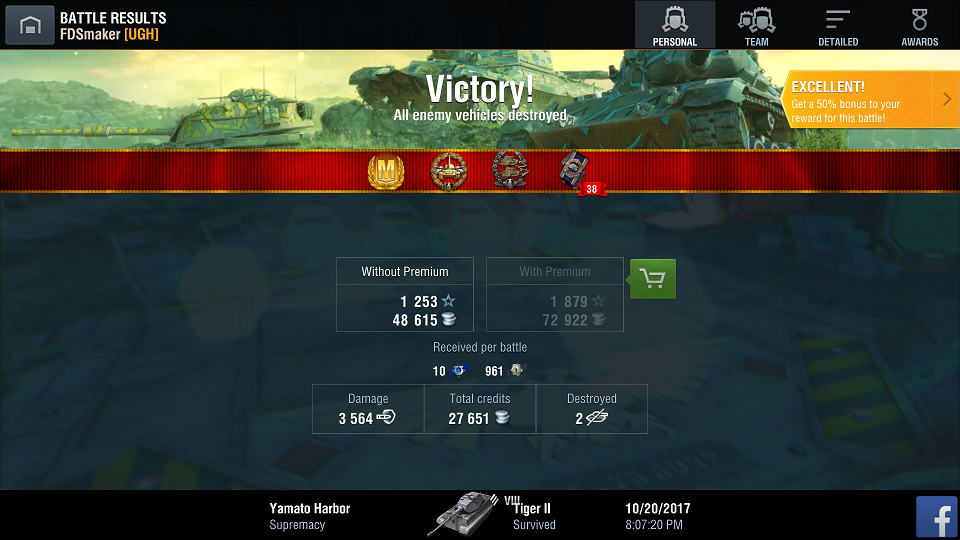 BATTLE RESULTS
FDSmaker [UGH]
PERSONAL
TEAM
DETAILED
AWARDS
Victory!
All enemy vehicles destroyed
EXCELLENT!
Get a 50% bonus to your
reward for this battle!
M
38
Without Premium
With Premium
1 253
1 879
48 615
72 922
Received per battle
10
961
Damage
Total credits
Destroyed
3 564
27 651
2
Yamato Harbor
Supremacy
VIII
Tiger II
Survived
10/20/2017
8:07:20 PM
f